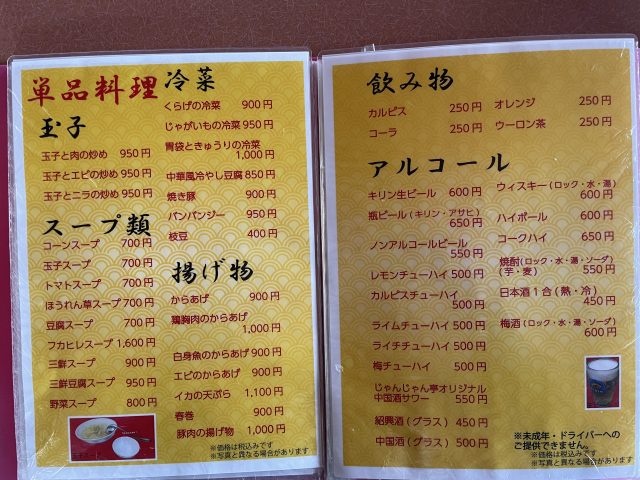 単品料理
玉子
玉子と肉の炒め 950円
玉子とエビの炒め 950円
玉子とニラの炒め 950円
スープ類
コーンスープ 700円
玉子スープ 700円
トマトスープ 700円
ほうれん草スープ 700円
豆腐スープ 700円
フカヒレスープ 1,600円
三鮮スープ 900円
三鮮豆腐スープ 950円
野菜スープ 800円
冷菜
くらげの冷菜 900円
じゃがいもの冷菜 950円
胃袋ときゅうりの冷菜
1,000円
中華風冷やし豆腐 850円
焼き豚 900円
バンバンジー 950円
枝豆 400円
揚げ物
からあげ 900円
鶏胸肉のからあげ
1,000円
白身魚のからあげ 900円
エビのからあげ 950円
イカの天ぷら 1,100円
春巻 900円
豚肉の揚げ物 1,000円
※価格は税込みです
※写真と異なる場合があります
飲み物
カルピス 250円
コーラ 250円
オレンジ 250円
ウーロン茶 250円
アルコール
キリン生ビール 600円
瓶ビール(キリン・アサヒ)
650円
ノンアルコールビール
550円
レモンチューハイ 500円
カルピスチューハイ
500円
ライムチューハイ 500円
ライチチューハイ 500円
梅チューハイ 500円
じゃんじゃん亭オリジナル
中国酒サワー 550円
紹興酒(グラス) 450円
中国酒(グラス) 500円
ウィスキー(ロック・水・湯)
600円
ハイボール 600円
コークハイ 650円
焼酎(ロック・水・湯・ソーダ)
(芋・麦) 550円
日本酒1合(熱・冷)
450円
梅酒(ロック・水・湯・ソーダ)
600円
※未成年・ドライバーへの
ご提供できません。
※価格は税込みです
※写真と異なる場合があります